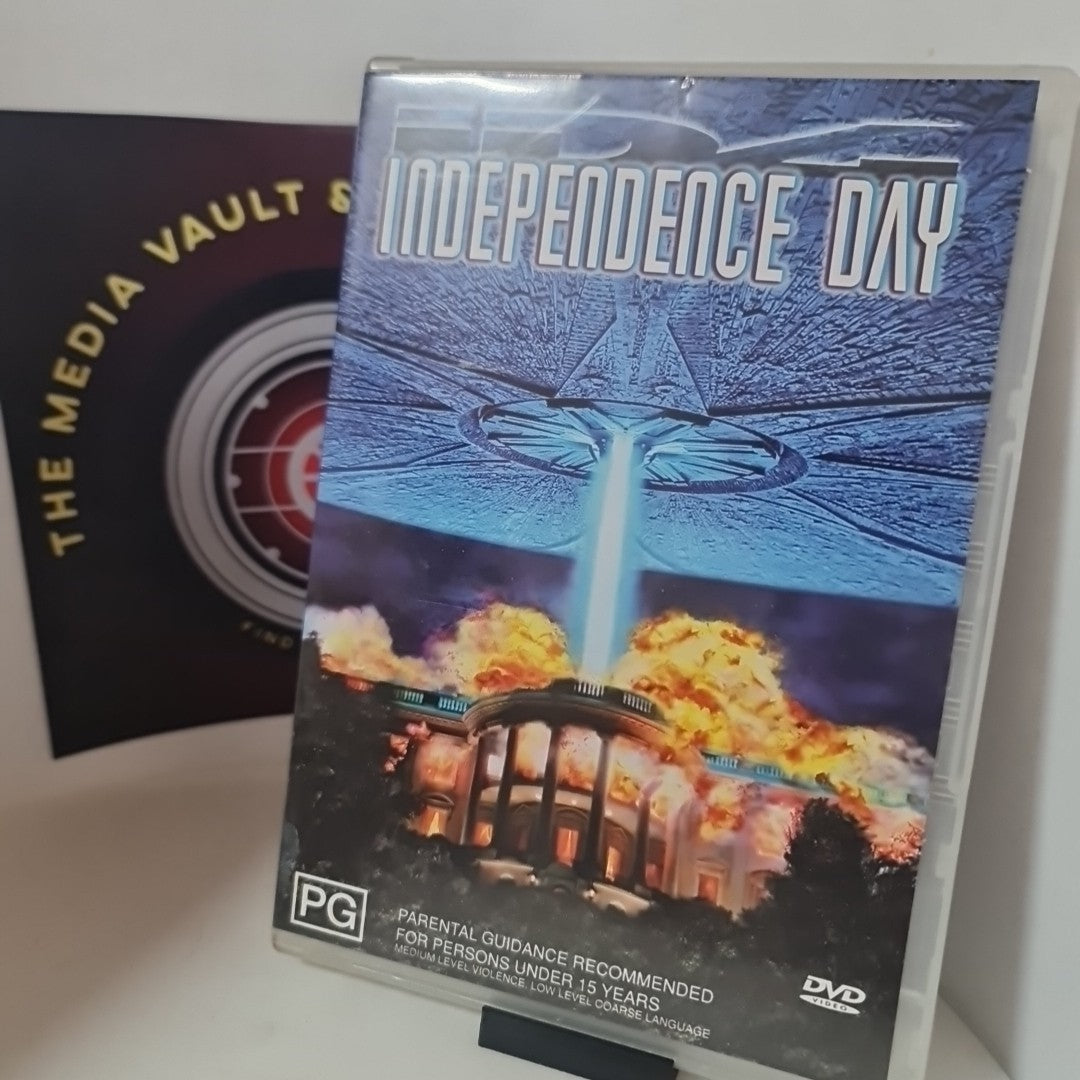 THE MEDIA VAULT &
FIND
INDEPENDENCE DAY
PG
PARENTAL GUIDANCE RECOMMENDED
FOR PERSONS UNDER 15 YEARS
MEDIUM LEVEL VIOLENCE, LOW LEVEL COARSE LANGUAGE
DVD
VIDEO